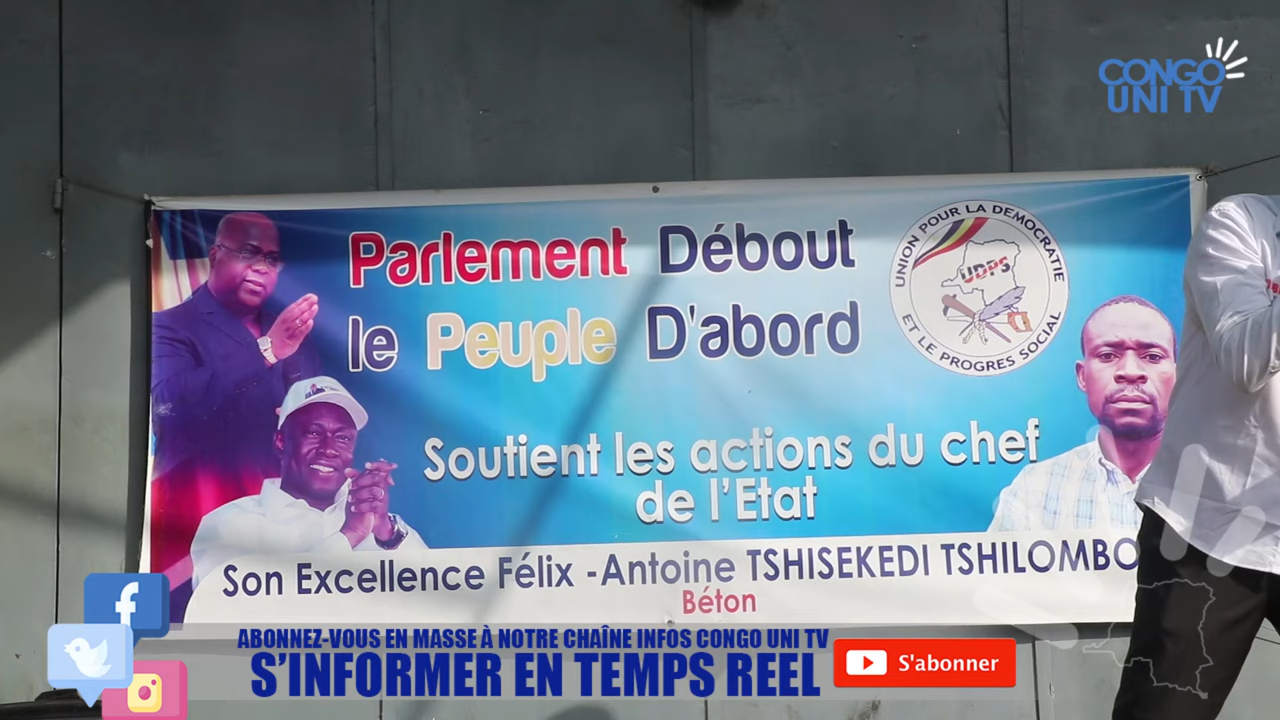 CONGO
UNI TV
Parlement Débout
le Peuple D'abord
UNION POUR LA DEMOCRATIE
UDPS
ET LE PROGRES SOCIAL
Soutient les actions du chef
de l'Etat
Son Excellence Félix -Antoine TSHISEKEDI TSHILOMBO
Béton
ABONNEZ-VOUS EN MASSE À NOTRE CHAÎNE INFOS CONGO UNI TV
S'INFORMER EN TEMPS REEL
S'abonner